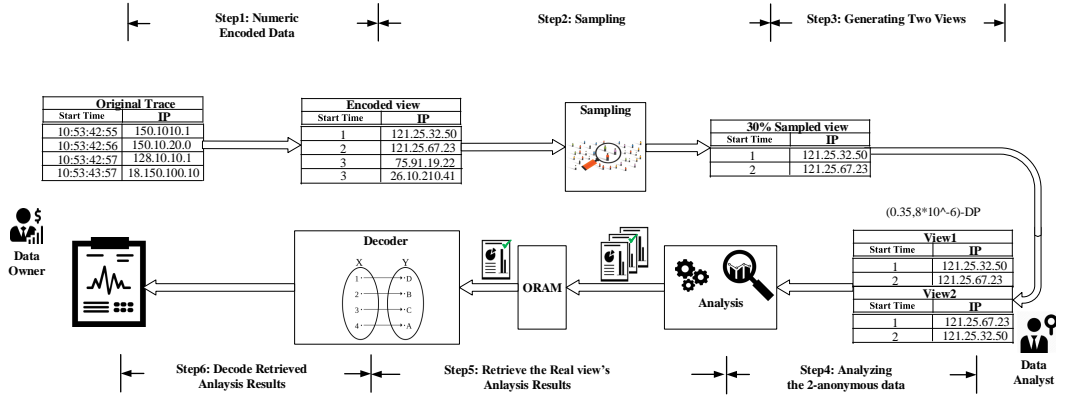 Step1: Numeric
Encoded Data
Step2: Sampling
Step3: Generating Two Views
Original Trace
Start Time IP
10:53:42:55 150.1010.1
10:53:42:56 150.10.20.0
10:53:42:57 128.10.10.1
10:53:43:57 18.150.100.10
Encoded view
Start Time IP
1 121.25.32.50
2 121.25.67.23
3 75.91.19.22
3 26.10.210.41
Sampling
30% Sampled view
Start Time IP
1 121.25.32.50
2 121.25.67.23
(0.35,8*10^-6)-DP
View1
Start Time IP
1 121.25.32.50
2 121.25.67.23
View2
Start Time IP
1 121.25.67.23
2 121.25.32.50
Data
Analyst
Analysis
ORAM
Decoder
X Y
1 D
2 B
3 C
4 A
$
Data
Owner
Step6: Decode Retrieved
Anlaysis Results
Step5: Retrieve the Real view's
Anlaysis Results
Step4: Analyzing
the 2-anonymous data